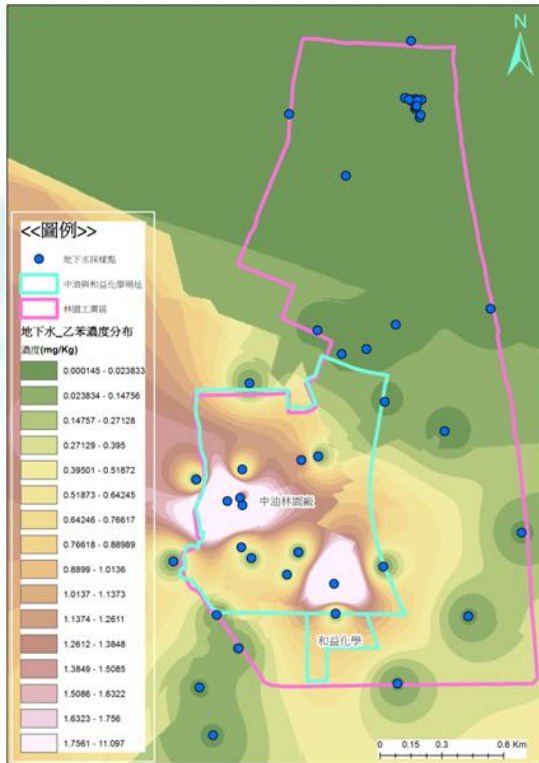 N
<<圖例>>
地下水採樣點
中油與和益化學場址
林園工業區
地下水_乙苯濃度分布
濃度(mg/Kg)
0.000145 - 0.023833
0.023834 - 0.14756
0.14757 - 0.27128
0.27129 - 0.395
0.39501 - 0.51872
0.51873 - 0.64245
0.64246 - 0.76617
0.76618 - 0.88989
0.8899 - 1.0136
1.0137 - 1.1373
1.1374 - 1.2611
1.2612 - 1.3848
1.3849 - 1.5085
1.5086 - 1.6322
1.6323 - 1.756
1.7561 - 11.097
中油林園廠
和益化學
0 0.15 0.3 0.6 Km